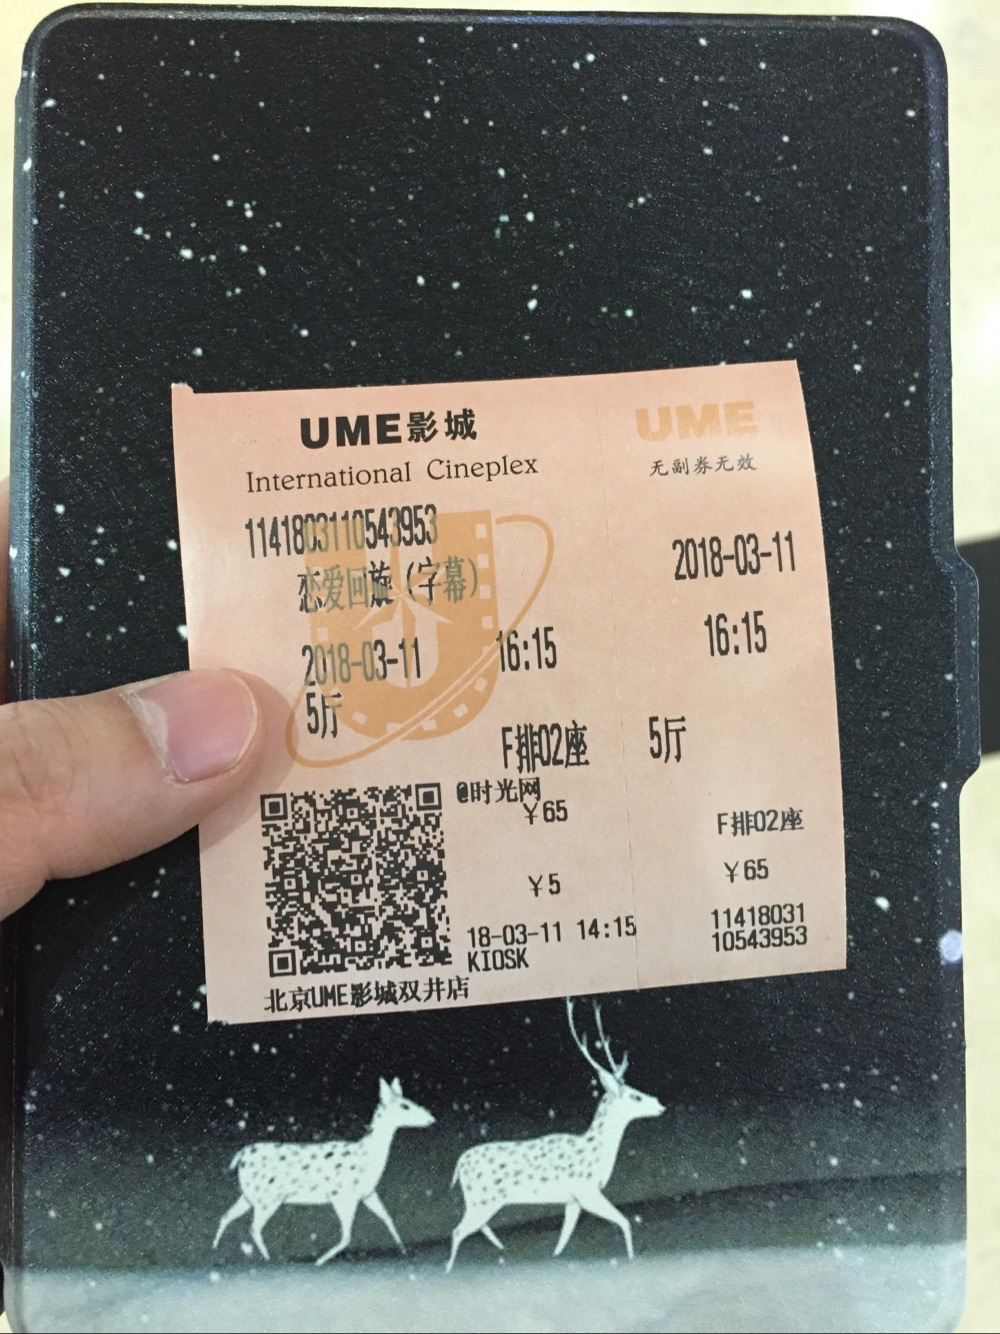 UME影城
International Cineplex
1141803110543953
恋爱回旋（字幕）
2018-03-11 16:15
5厅
F排02座
@时光网
￥65
￥5
18-03-11 14:15
KIOSK
北京UME影城双井店
UME
无副券无效
2018-03-11
16:15
5厅
F排02座
￥65
11418031
10543953